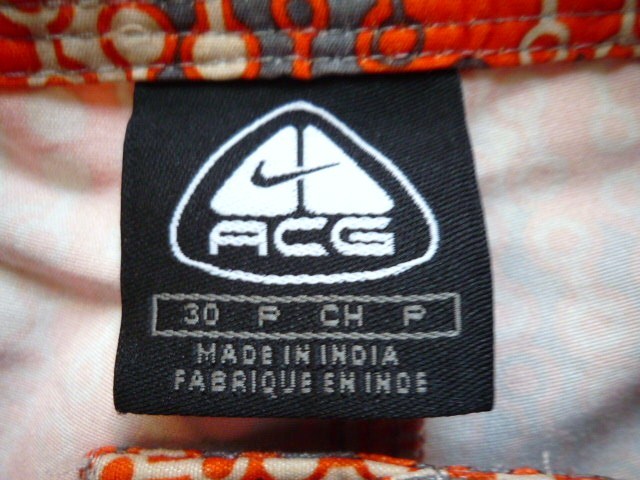 ACG
30 P CH P
MADE IN INDIA
FABRIQUE EN INDE